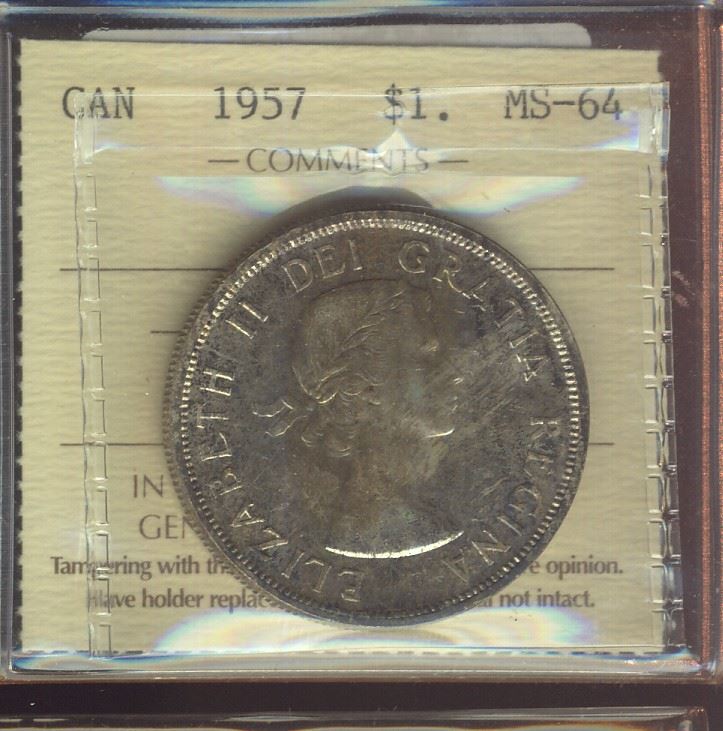 CAN 1957 $1. MS-64
— COMMENTS —
ELIZABETH II DEI GRATIA REGINA
IN
GEN
Tampering with th e opinion.
Have holder replac not intact.